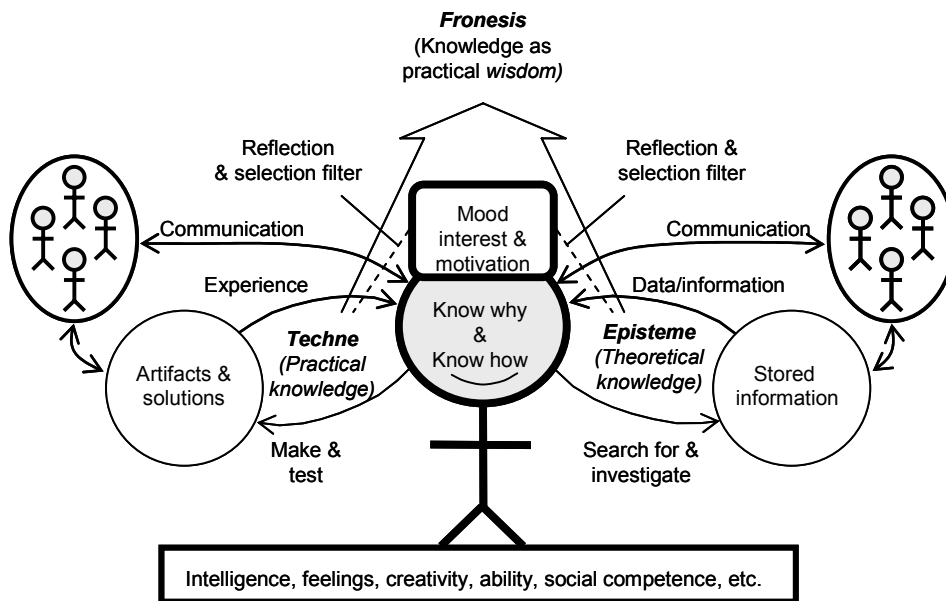 Fronesis
(Knowledge as
practical wisdom)
Reflection
& selection filter
Reflection &
selection filter
Mood
interest &
motivation
Communication
Communication
Experience
Data/information
Know why
&
Know how
Techne
(Practical
knowledge)
Episteme
(Theoretical
knowledge)
Artifacts &
solutions
Stored
information
Make &
test
Search for &
investigate
Intelligence, feelings, creativity, ability, social competence, etc.